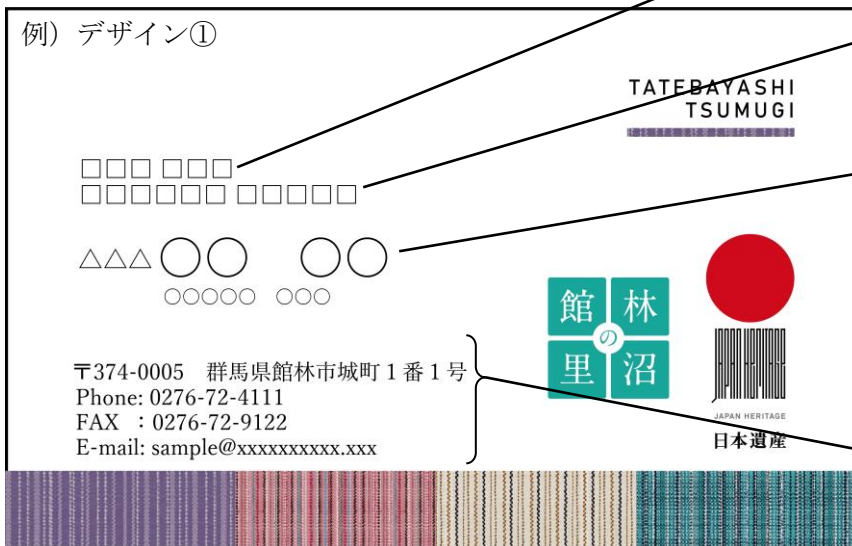 例）デザイン①
TATEBAYASHI
TSUMUGI
□□□ □□□
□□□□□□ □□□□□
△△△○○　○○
○○○○○　○○○
館林の里沼
JAPAN HERITAGE
日本遺産
〒374-0005　群馬県館林市城町１番１号
Phone: 0276-72-4111
FAX ：0276-72-9122
E-mail: sample@xxxxxxxxxx.xxx